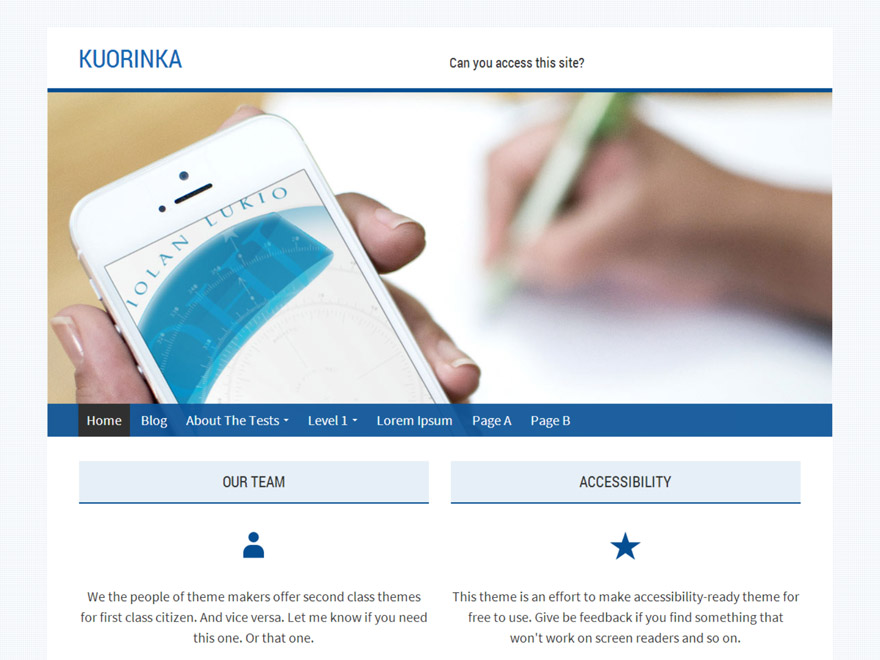 KUORINKA
Can you access this site?
IOLAN LUKIO
Home Blog About The Tests Level 1 Lorem Ipsum Page A Page B
OUR TEAM
We the people of theme makers offer second class themes
for first class citizen. And vice versa. Let me know if you need
this one. Or that one.
ACCESSIBILITY
This theme is an effort to make accessibility-ready theme for
free to use. Give be feedback if you find something that
won't work on screen readers and so on.